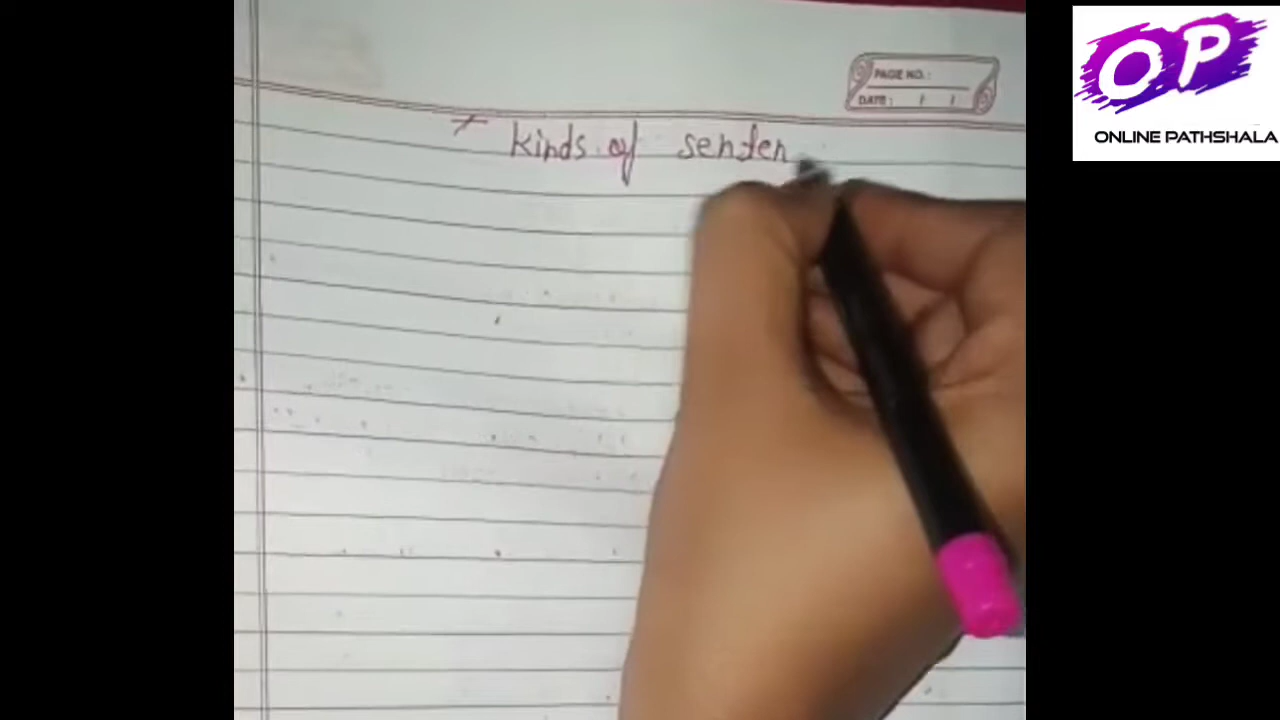 PAGE NO.:
DATE: / /
Kinds of senten
OP
ONLINE PATHSHALA